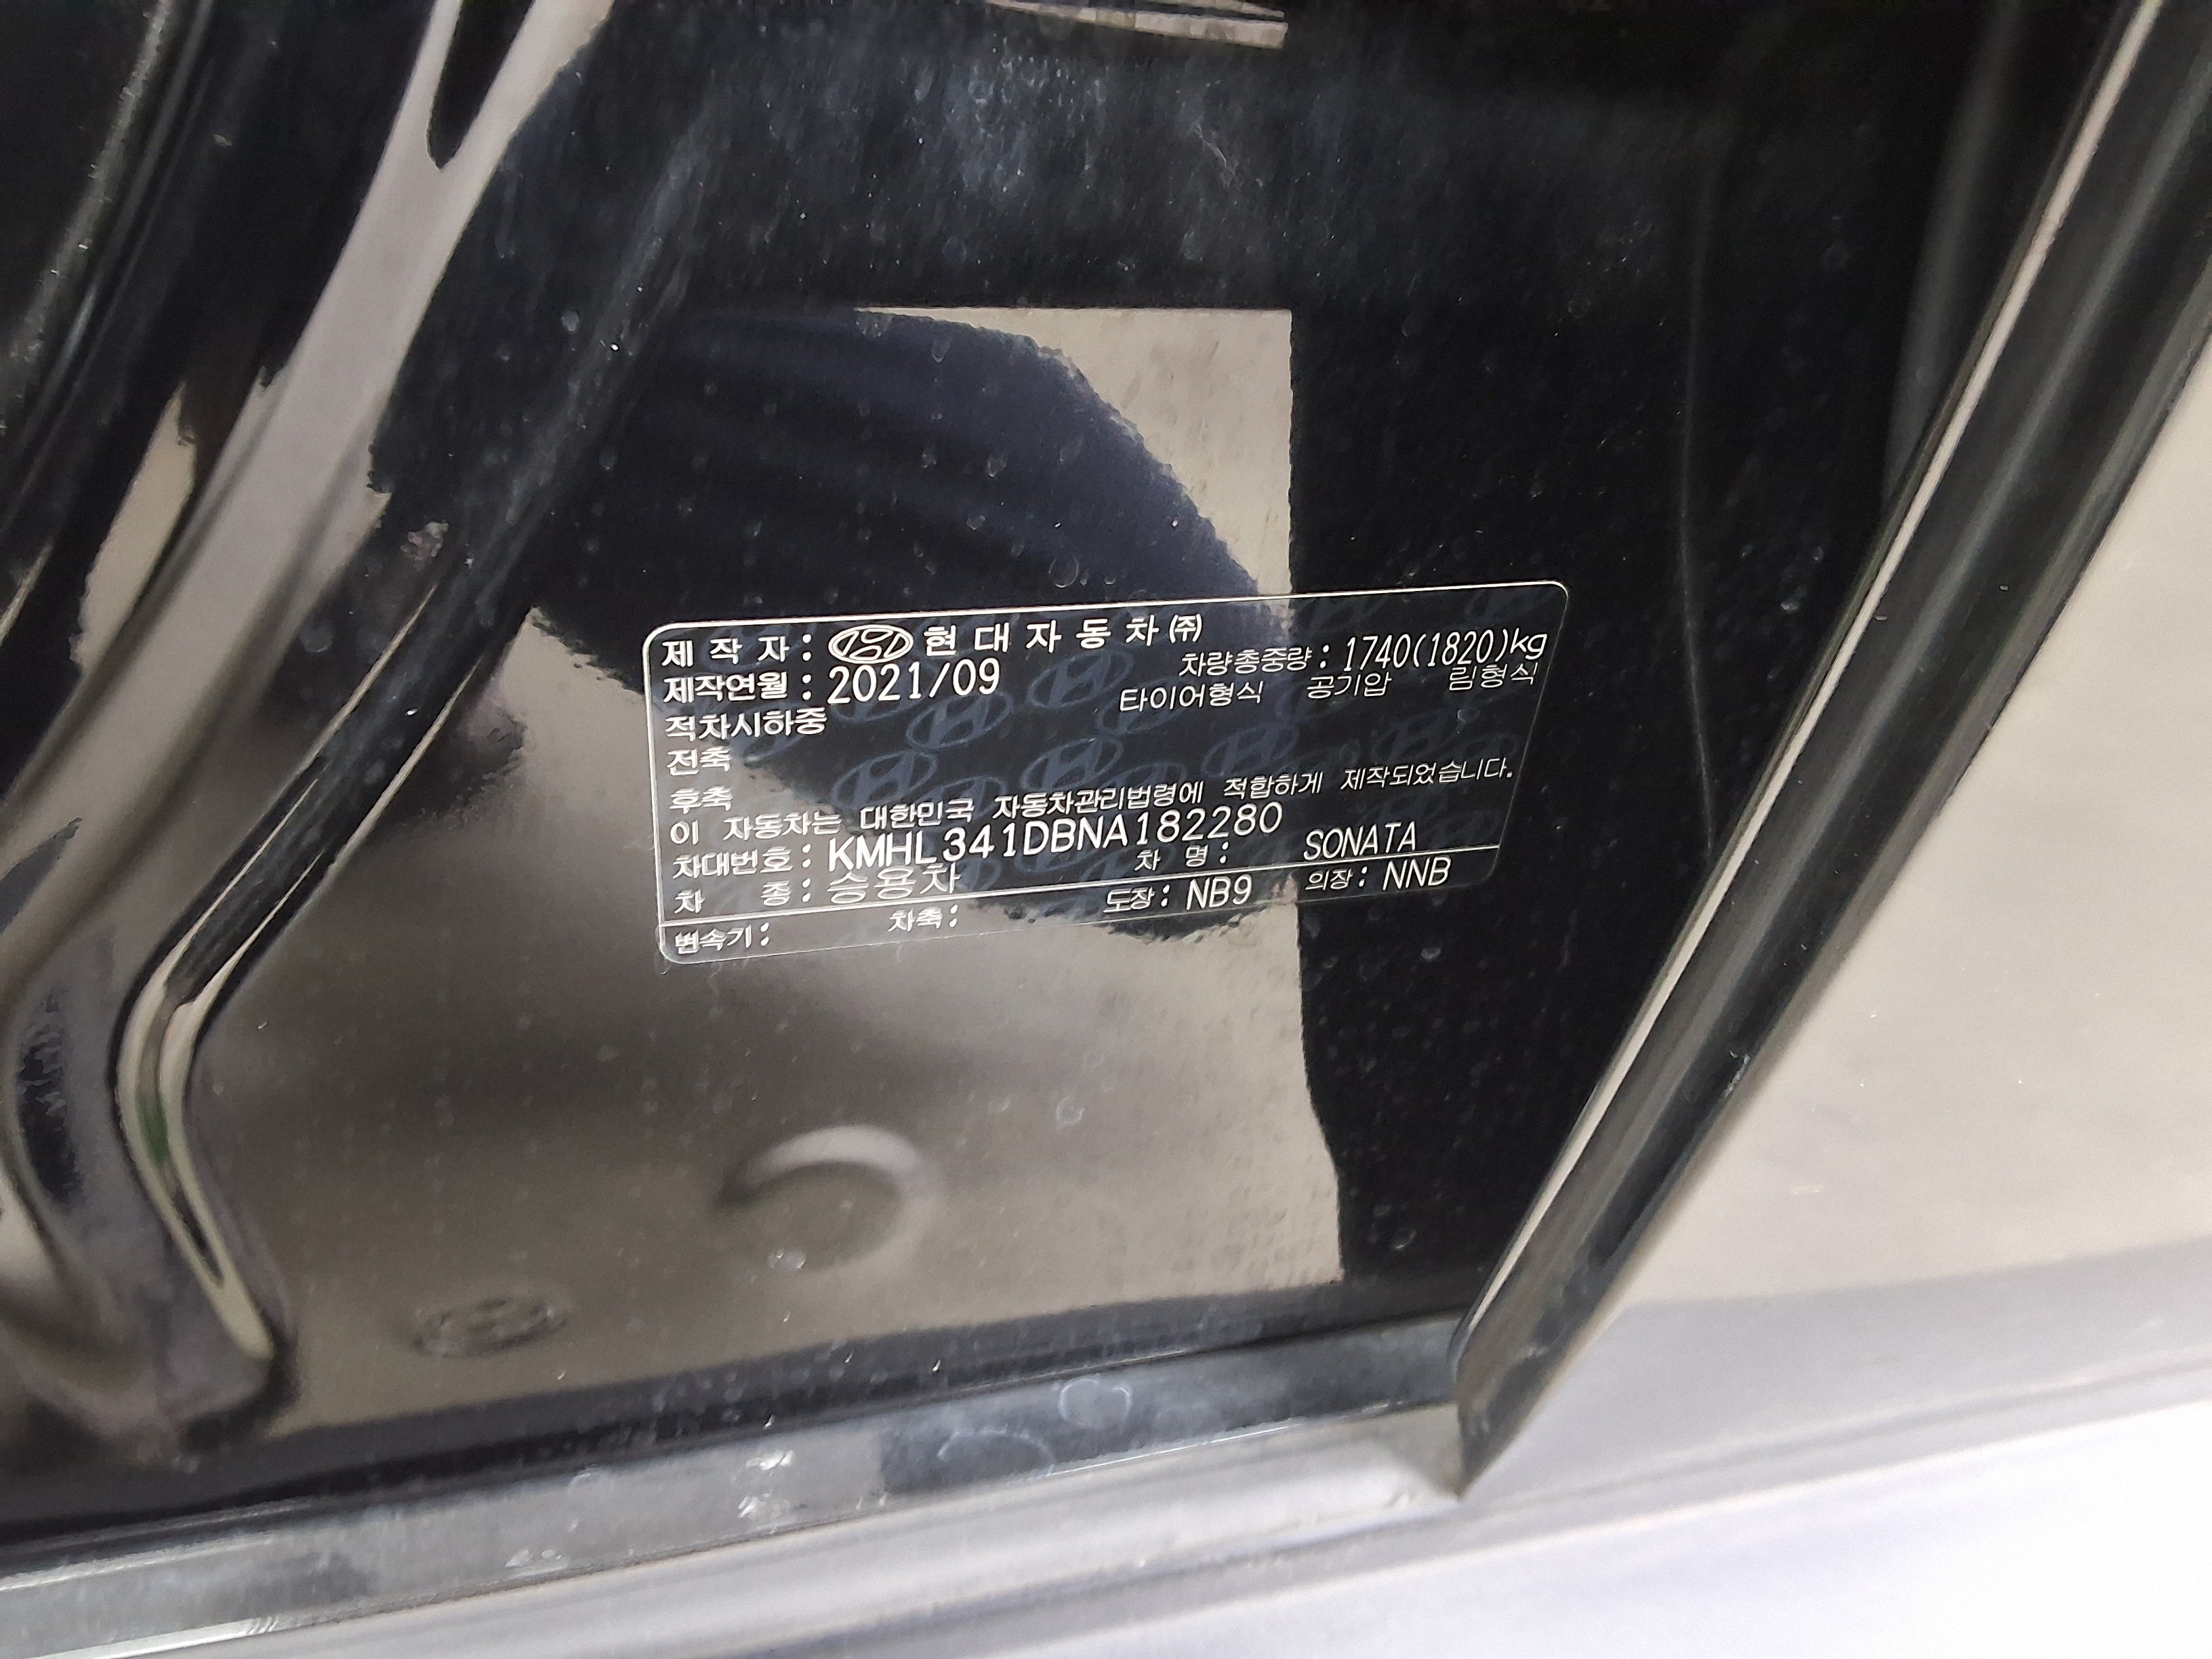 제 작 자 : 현 대 자 동 차 ㈜
제작연월 : 2021/09 차량총중량 : 1740(1820)kg
적차시하중 타이어형식 공기압 림형식
전축
후축
이 자동차는 대한민국 자동차관리법령에 적합하게 제작되었습니다.
차대번호 : KMHL341DBNA182280
차 종 : 승용차 차 명 : SONATA
변속기 : 차축 : 도장 : NB9 의장 : NNB